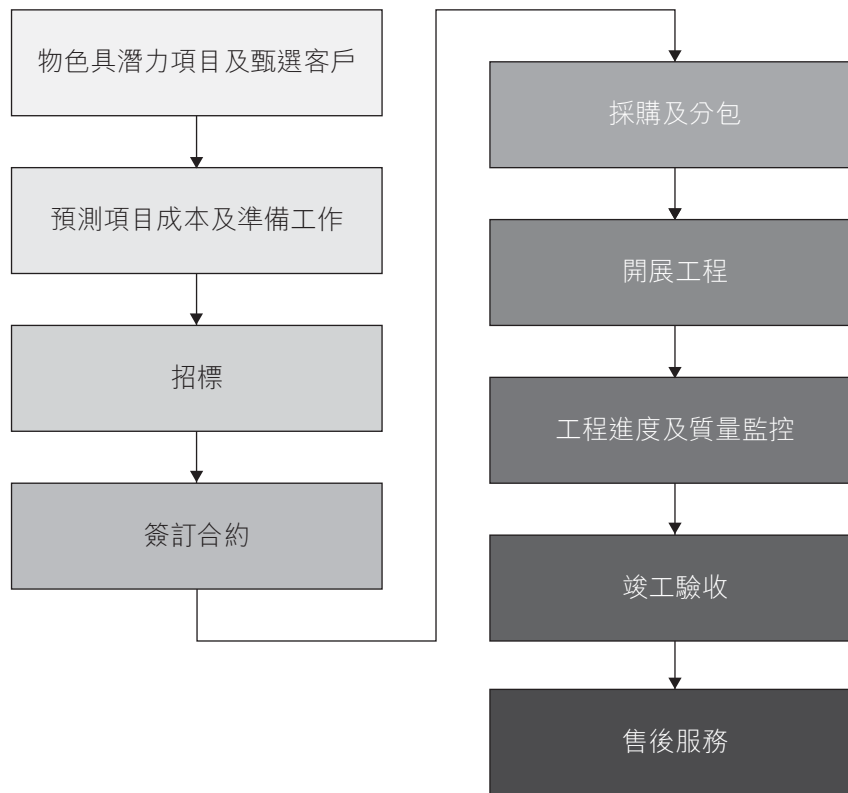 物色具潛力項目及甄選客戶
預測項目成本及準備工作
招標
簽訂合約
採購及分包
開展工程
工程進度及質量監控
竣工驗收
售後服務